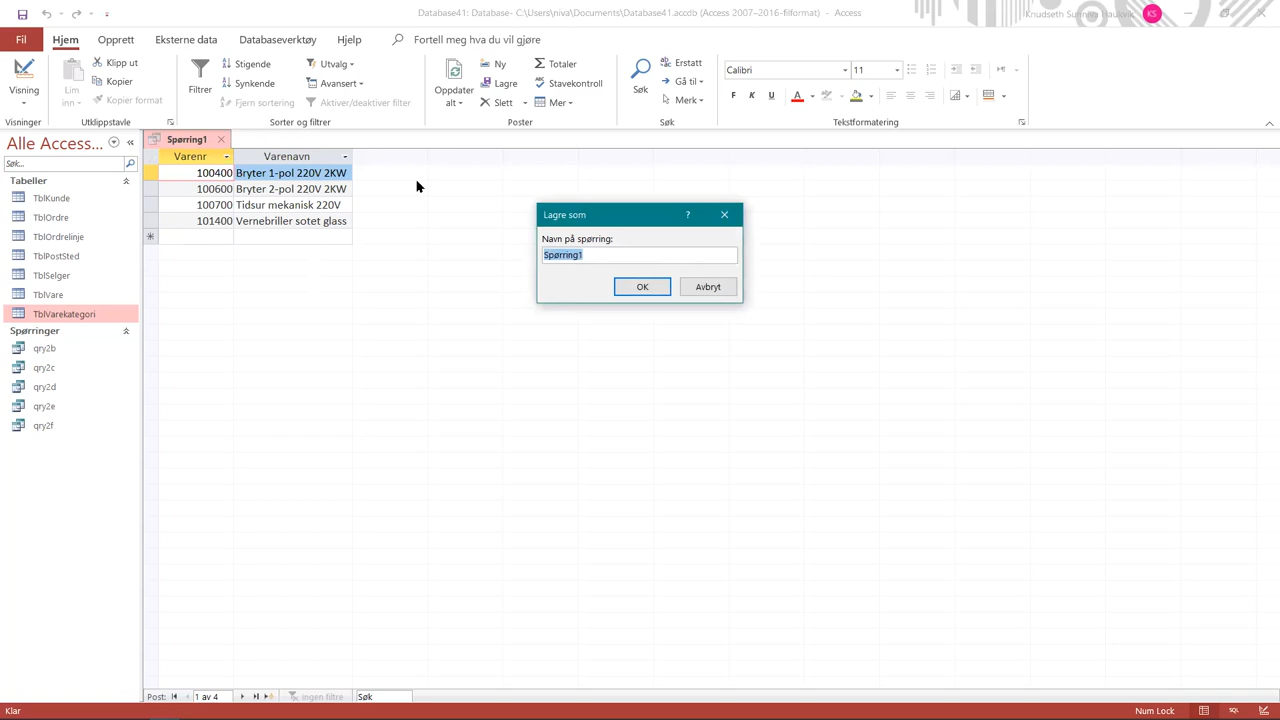 Database41: Database- C:\Users\niva\Documents\Database41.accdb (Access 2007–2016-filformat) - Access
Knudseth Sunniva Haukvik
KS
Fil Hjem Opprett Eksterne data Databaseverktøy Hjelp Fortell meg hva du vil gjøre
Visning
Visninger
Lim inn
Klipp ut
Kopier
Kopier format
Utklippstavle
Filtrer
Stigende
Synkende
Fjern sortering
Utvalg
Avansert
Aktiver/deaktiver filter
Sorter og filtrer
Oppdater
alt
Ny
Lagre
Slett
Totaler
Stavekontroll
Mer
Poster
Søk
Erstatt
Gå til
Merk
Søk
Calibri 11
F K U
Tekstformatering
Alle Access...
Søk...
Tabeller
TblKunde
TblOrdre
TblOrdrelinje
TblPostSted
TblSelger
TblVare
TblVarekategori
Spørringer
qry2b
qry2c
qry2d
qry2e
qry2f
Spørring1
Varenr Varenavn
100400 Bryter 1-pol 220V 2KW
100600 Bryter 2-pol 220V 2KW
100700 Tidsur mekanisk 220V
101400 Vernebriller sotet glass
Lagre som
Navn på spørring:
Spørring1
OK Avbryt
Post: 1 av 4 Ingen filtre Søk
Klar Num Lock SQL